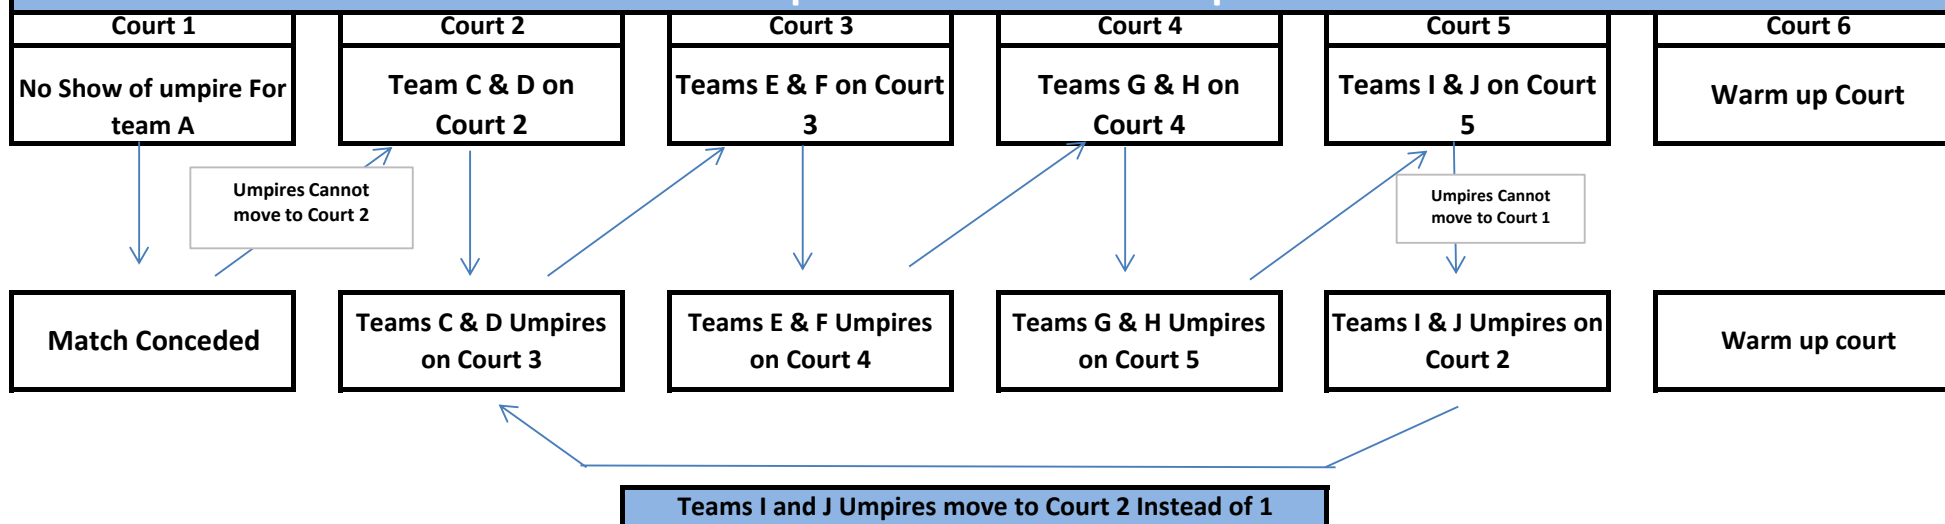 Court 1
Court 2
Court 3
Court 4
Court 5
Court 6
No Show of umpire For
team A
Team C & D on
Court 2
Teams E & F on Court
3
Teams G & H on
Court 4
Teams I & J on Court
5
Warm up Court
Umpires Cannot
move to Court 2
Umpires Cannot
move to Court 1
Match Conceded
Teams C & D Umpires
on Court 3
Teams E & F Umpires
on Court 4
Teams G & H Umpires
on Court 5
Teams I & J Umpires on
Court 2
Warm up court
Teams I and J Umpires move to Court 2 Instead of 1